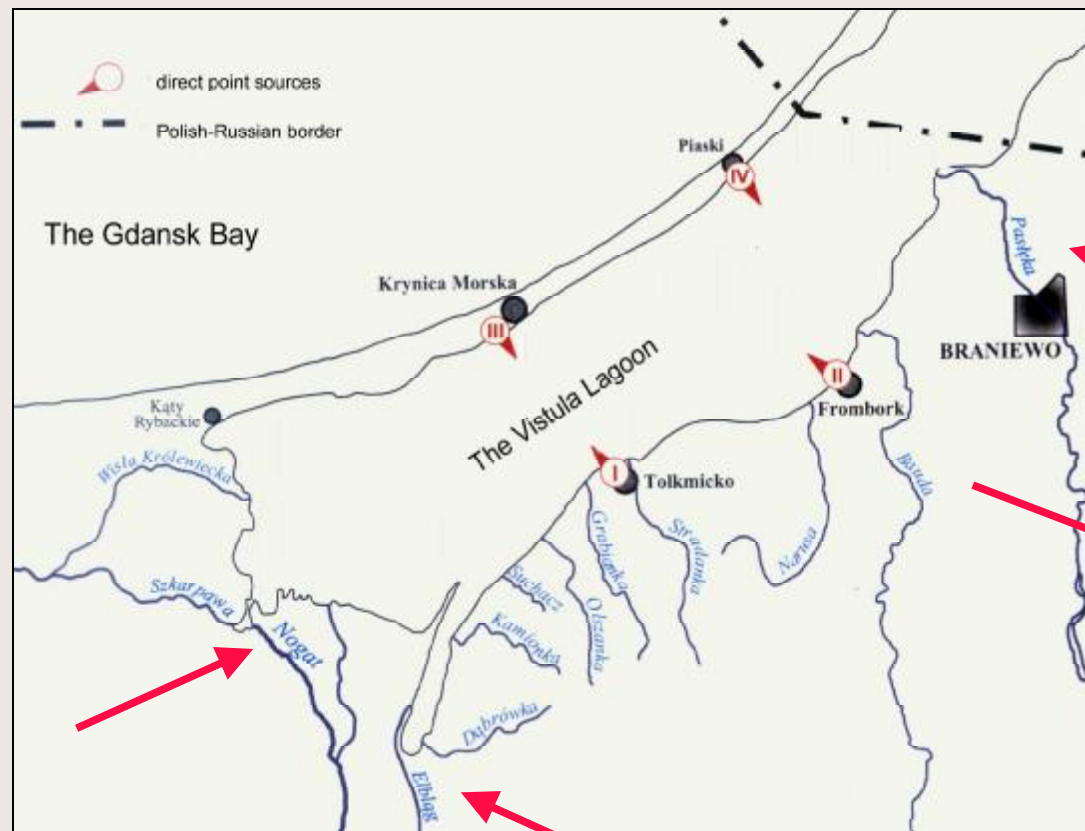 direct point sources
Polish-Russian border
Piaski
IV
The Gdansk Bay
Pasłęka
Krynica Morska
III
BRANIEWO
The Vistula Lagoon
II
Frombork
Kąty
Rybackie
Wisła Królewiecka
I
Tolkmicko
Bauda
Grabianka
Stradanka
Narusa
Suchacz
Olszanka
Szkarpawa
Nogat
Kamionka
Dąbrówka
Elbląg